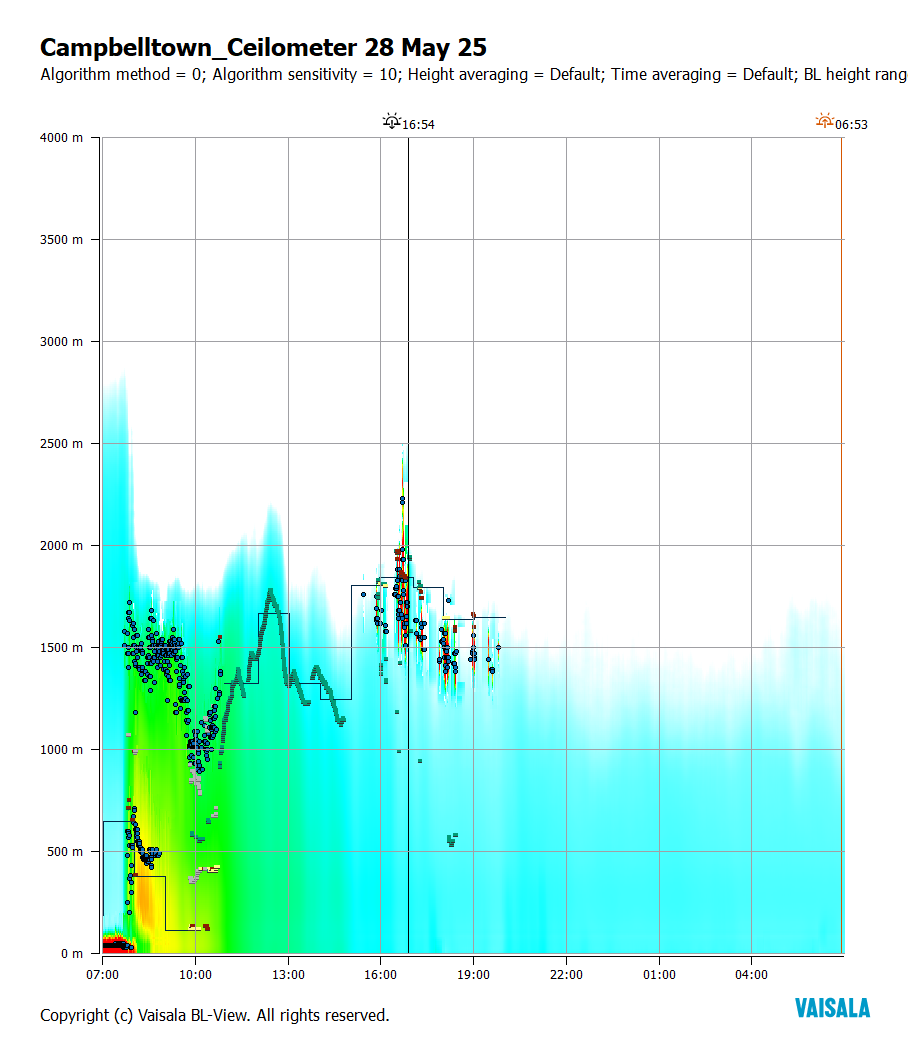 Campbelltown_Ceilometer 28 May 25
Algorithm method = 0; Algorithm sensitivity = 10; Height averaging = Default; Time averaging = Default; BL height rang
16:54 06:53
4000 m
3500 m
3000 m
2500 m
2000 m
1500 m
1000 m
500 m
0 m
07:00 10:00 13:00 16:00 19:00 22:00 01:00 04:00
VAISALA
Copyright (c) Vaisala BL-View. All rights reserved.